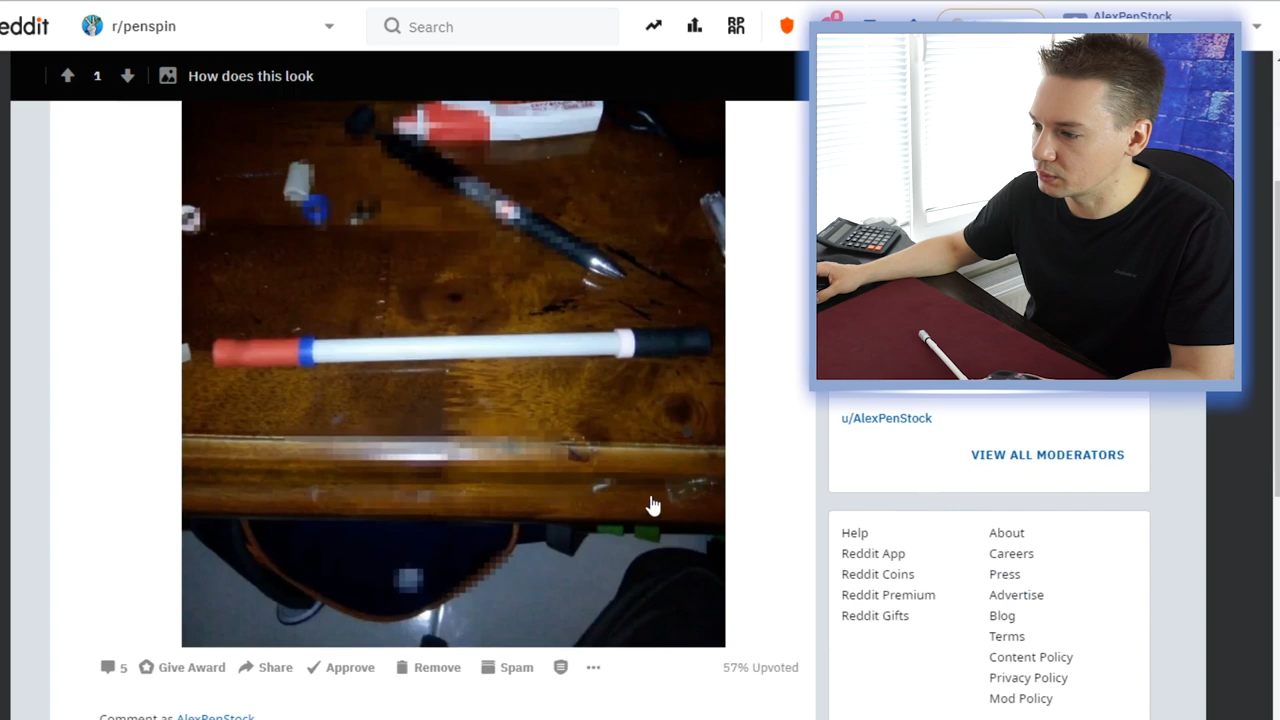 eddit
r/penspin
Search
AlexPenStock
1
How does this look
u/AlexPenStock
VIEW ALL MODERATORS
Help
About
Reddit App
Careers
Reddit Coins
Press
Reddit Premium
Advertise
Reddit Gifts
Blog
Terms
Content Policy
Privacy Policy
Mod Policy
5
Give Award
Share
Approve
Remove
Spam
57% Upvoted
Comment as AlexPenStock